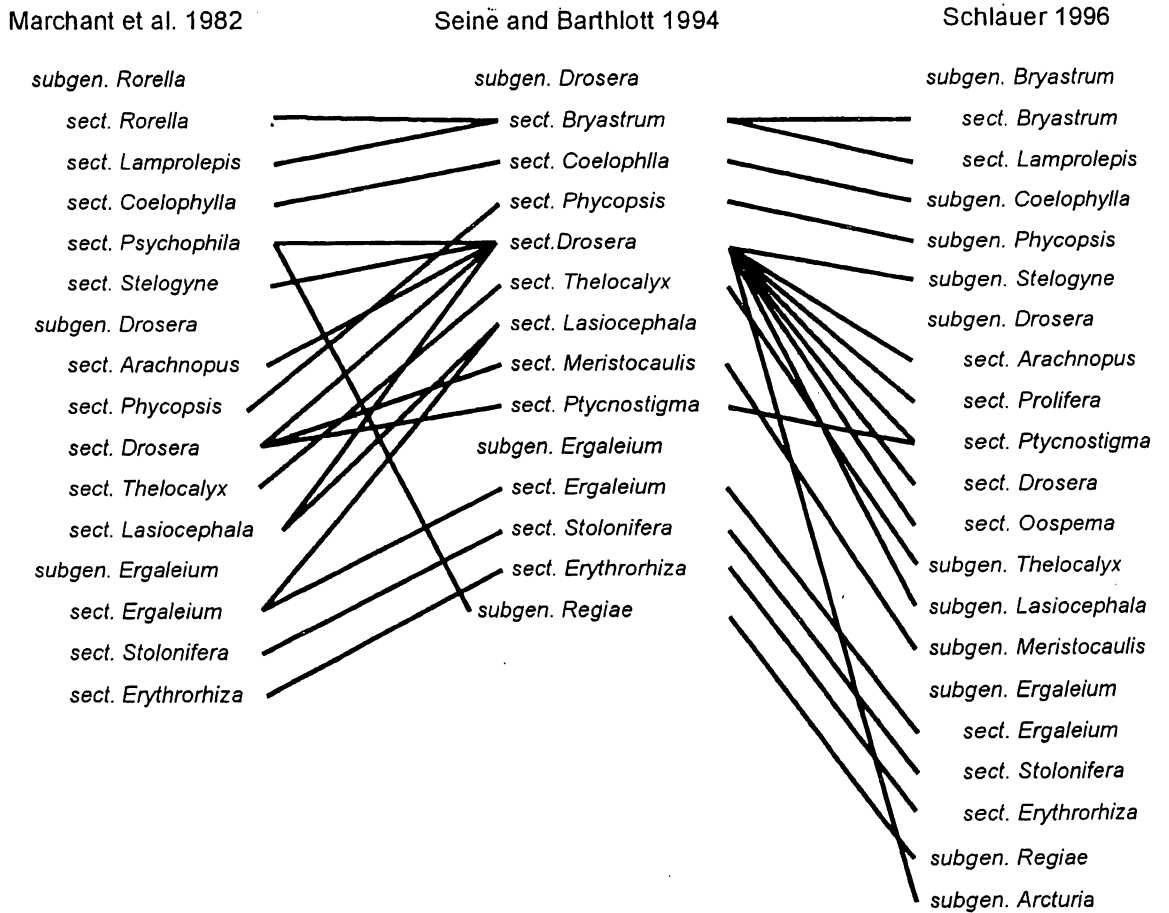 Marchant et al. 1982
subgen. Rorella
sect. Rorella
sect. Lamprolepis
sect. Coelophylla
sect. Psychophila
sect. Stelogyne
subgen. Drosera
sect. Arachnopus
sect. Phycopsis
sect. Drosera
sect. Thelocalyx
sect. Lasiocephala
subgen. Ergaleium
sect. Ergaleium
sect. Stolonifera
sect. Erythrorhiza
Seine and Barthlott 1994
subgen. Drosera
sect. Bryastrum
sect. Coelophlla
sect. Phycopsis
sect.Drosera
sect. Thelocalyx
sect. Lasiocephala
sect. Meristocaulis
sect. Ptycnostigma
subgen. Ergaleium
sect. Ergaleium
sect. Stolonifera
sect. Erythrorhiza
subgen. Regiae
Schlauer 1996
subgen. Bryastrum
sect. Bryastrum
sect. Lamprolepis
subgen. Coelophylla
subgen. Phycopsis
subgen. Stelogyne
subgen. Drosera
sect. Arachnopus
sect. Prolifera
sect. Ptycnostigma
sect. Drosera
sect. Oospema
subgen. Thelocalyx
subgen. Lasiocephala
subgen. Meristocaulis
subgen. Ergaleium
sect. Ergaleium
sect. Stolonifera
sect. Erythrorhiza
subgen. Regiae
subgen. Arcturia